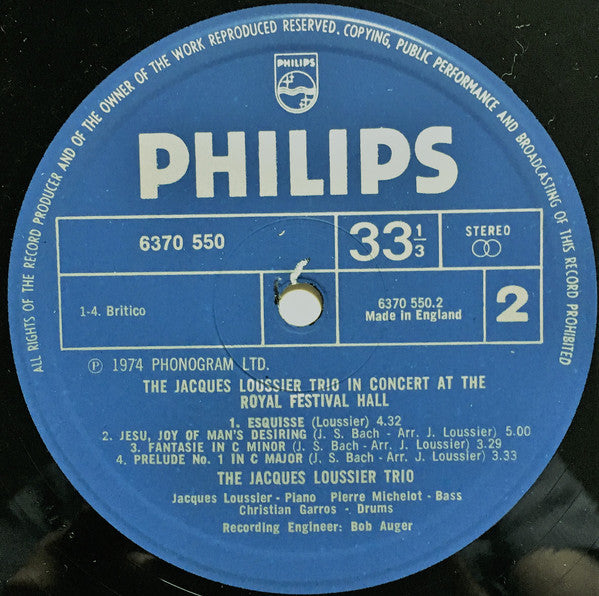 ALL RIGHTS OF THE RECORD PRODUCER AND OF THE OWNER OF THE WORK REPRODUCED RESERVED. COPYING, PUBLIC PERFORMANCE AND BROADCASTING OF THIS RECORD PROHIBITED
PHILIPS
PHILIPS
6370 550
33 1/3
STEREO
1-4. Britico
6370 550.2
Made in England
2
Ⓟ 1974 PHONOGRAM LTD.
THE JACQUES LOUSSIER TRIO IN CONCERT AT THE
ROYAL FESTIVAL HALL
1. ESQUISSE (Loussier) 4.32
2. JESU, JOY OF MAN'S DESIRING (J. S. Bach - Arr. J. Loussier) 5.00
3. FANTASIE IN C MINOR (J. S. Bach - Arr. J. Loussier) 3.29
4. PRELUDE No. 1 IN C MAJOR (J. S. Bach - Arr. J. Loussier) 3.33
THE JACQUES LOUSSIER TRIO
Jacques Loussier - Piano Pierre Michelot - Bass
Christian Garros - Drums
Recording Engineer: Bob Auger